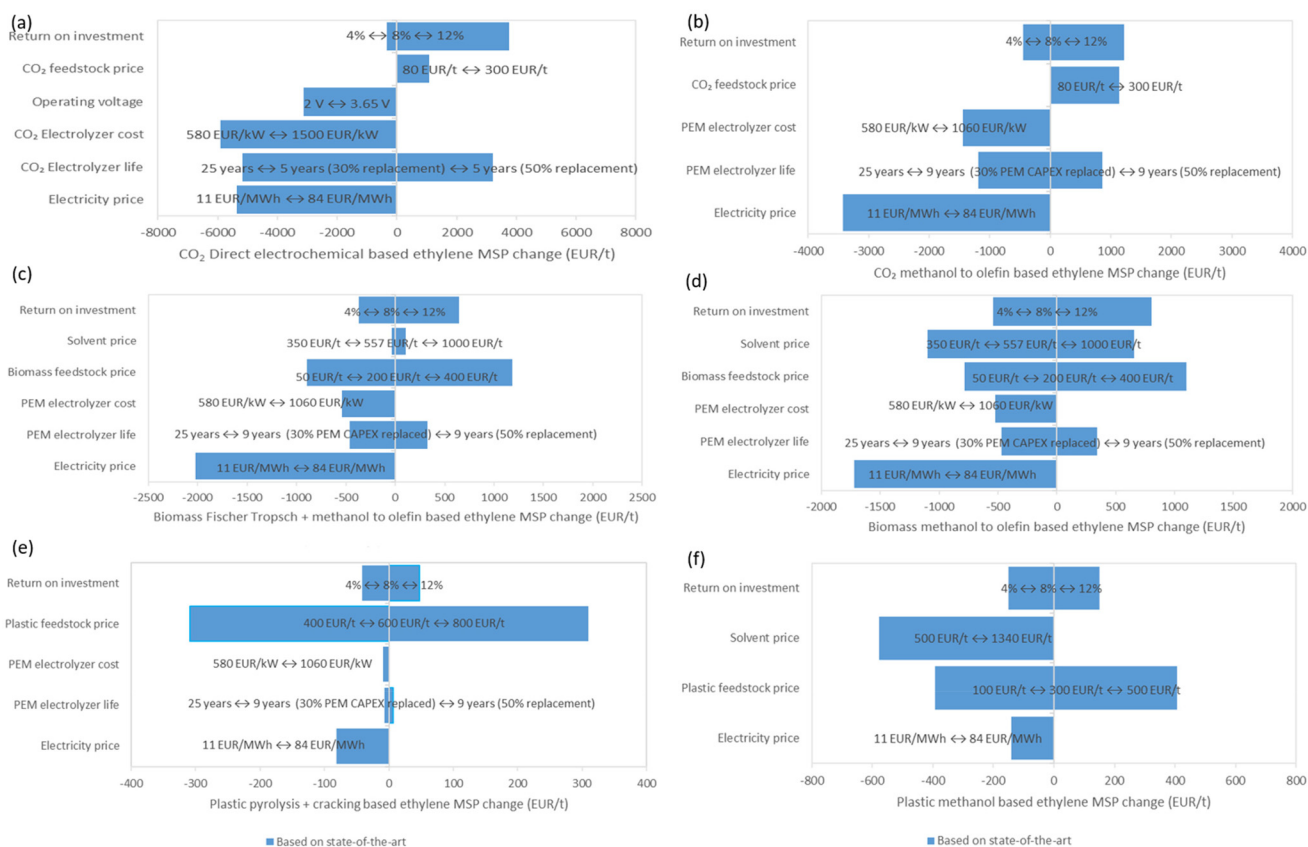 (a)
Return on investment
4% ↔ 8% ↔ 12%
CO₂ feedstock price
80 EUR/t ↔ 300 EUR/t
Operating voltage
2 V ↔ 3.65 V
CO₂ Electrolyzer cost
580 EUR/kW ↔ 1500 EUR/kW
CO₂ Electrolyzer life
25 years ↔ 5 years (30% replacement) ↔ 5 years (50% replacement)
Electricity price
11 EUR/MWh ↔ 84 EUR/MWh
-8000 -6000 -4000 -2000 0 2000 4000 6000 8000
CO₂ Direct electrochemical based ethylene MSP change (EUR/t)
(b)
Return on investment
4% ↔ 8% ↔ 12%
CO₂ feedstock price
80 EUR/t ↔ 300 EUR/t
PEM electrolyzer cost
580 EUR/kW ↔ 1060 EUR/kW
PEM electrolyzer life
25 years ↔ 9 years (30% PEM CAPEX replaced) ↔ 9 years (50% replacement)
Electricity price
11 EUR/MWh ↔ 84 EUR/MWh
-4000 -3000 -2000 -1000 0 1000 2000 3000 4000
CO₂ methanol to olefin based ethylene MSP change (EUR/t)
(c)
Return on investment
4% ↔ 8% ↔ 12%
Solvent price
350 EUR/t ↔ 557 EUR/t ↔ 1000 EUR/t
Biomass feedstock price
50 EUR/t ↔ 200 EUR/t ↔ 400 EUR/t
PEM electrolyzer cost
580 EUR/kW ↔ 1060 EUR/kW
PEM electrolyzer life
25 years ↔ 9 years (30% PEM CAPEX replaced) ↔ 9 years (50% replacement)
Electricity price
11 EUR/MWh ↔ 84 EUR/MWh
-2500 -2000 -1500 -1000 -500 0 500 1000 1500 2000 2500
Biomass Fischer Tropsch + methanol to olefin based ethylene MSP change (EUR/t)
(d)
Return on investment
4% ↔ 8% ↔ 12%
Solvent price
350 EUR/t ↔ 557 EUR/t ↔ 1000 EUR/t
Biomass feedstock price
50 EUR/t ↔ 200 EUR/t ↔ 400 EUR/t
PEM electrolyzer cost
580 EUR/kW ↔ 1060 EUR/kW
PEM electrolyzer life
25 years ↔ 9 years (30% PEM CAPEX replaced) ↔ 9 years (50% replacement)
Electricity price
11 EUR/MWh ↔ 84 EUR/MWh
-2000 -1500 -1000 -500 0 500 1000 1500 2000
Biomass methanol to olefin based ethylene MSP change (EUR/t)
(e)
Return on investment
4% ↔ 8% ↔ 12%
Plastic feedstock price
400 EUR/t ↔ 600 EUR/t ↔ 800 EUR/t
PEM electrolyzer cost
580 EUR/kW ↔ 1060 EUR/kW
PEM electrolyzer life
25 years ↔ 9 years (30% PEM CAPEX replaced) ↔ 9 years (50% replacement)
Electricity price
11 EUR/MWh ↔ 84 EUR/MWh
-400 -300 -200 -100 0 100 200 300 400
Plastic pyrolysis + cracking based ethylene MSP change (EUR/t)
Based on state-of-the-art
(f)
Return on investment
4% ↔ 8% ↔ 12%
Solvent price
500 EUR/t ↔ 1340 EUR/t
Plastic feedstock price
100 EUR/t ↔ 300 EUR/t ↔ 500 EUR/t
Electricity price
11 EUR/MWh ↔ 84 EUR/MWh
-800 -600 -400 -200 0 200 400 600 800
Plastic methanol based ethylene MSP change (EUR/t)
Based on state-of-the-art